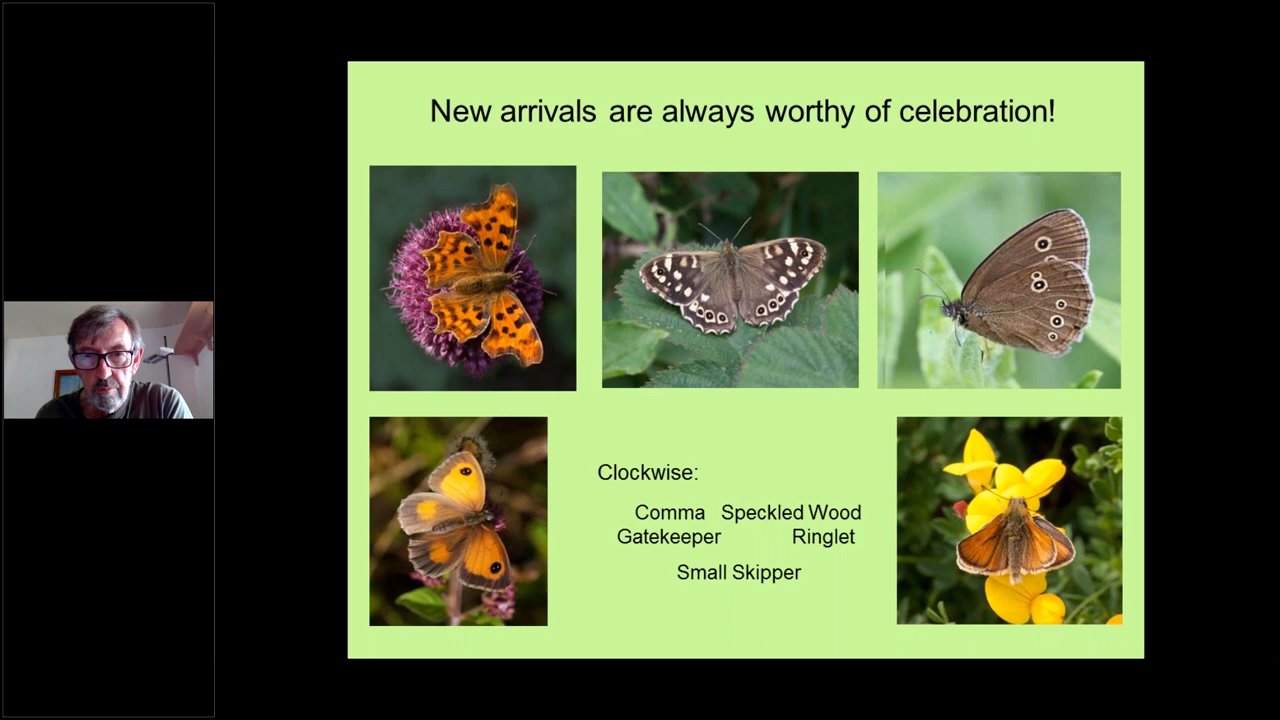 New arrivals are always worthy of celebration!
Clockwise:
Comma Speckled Wood
Gatekeeper Ringlet
Small Skipper